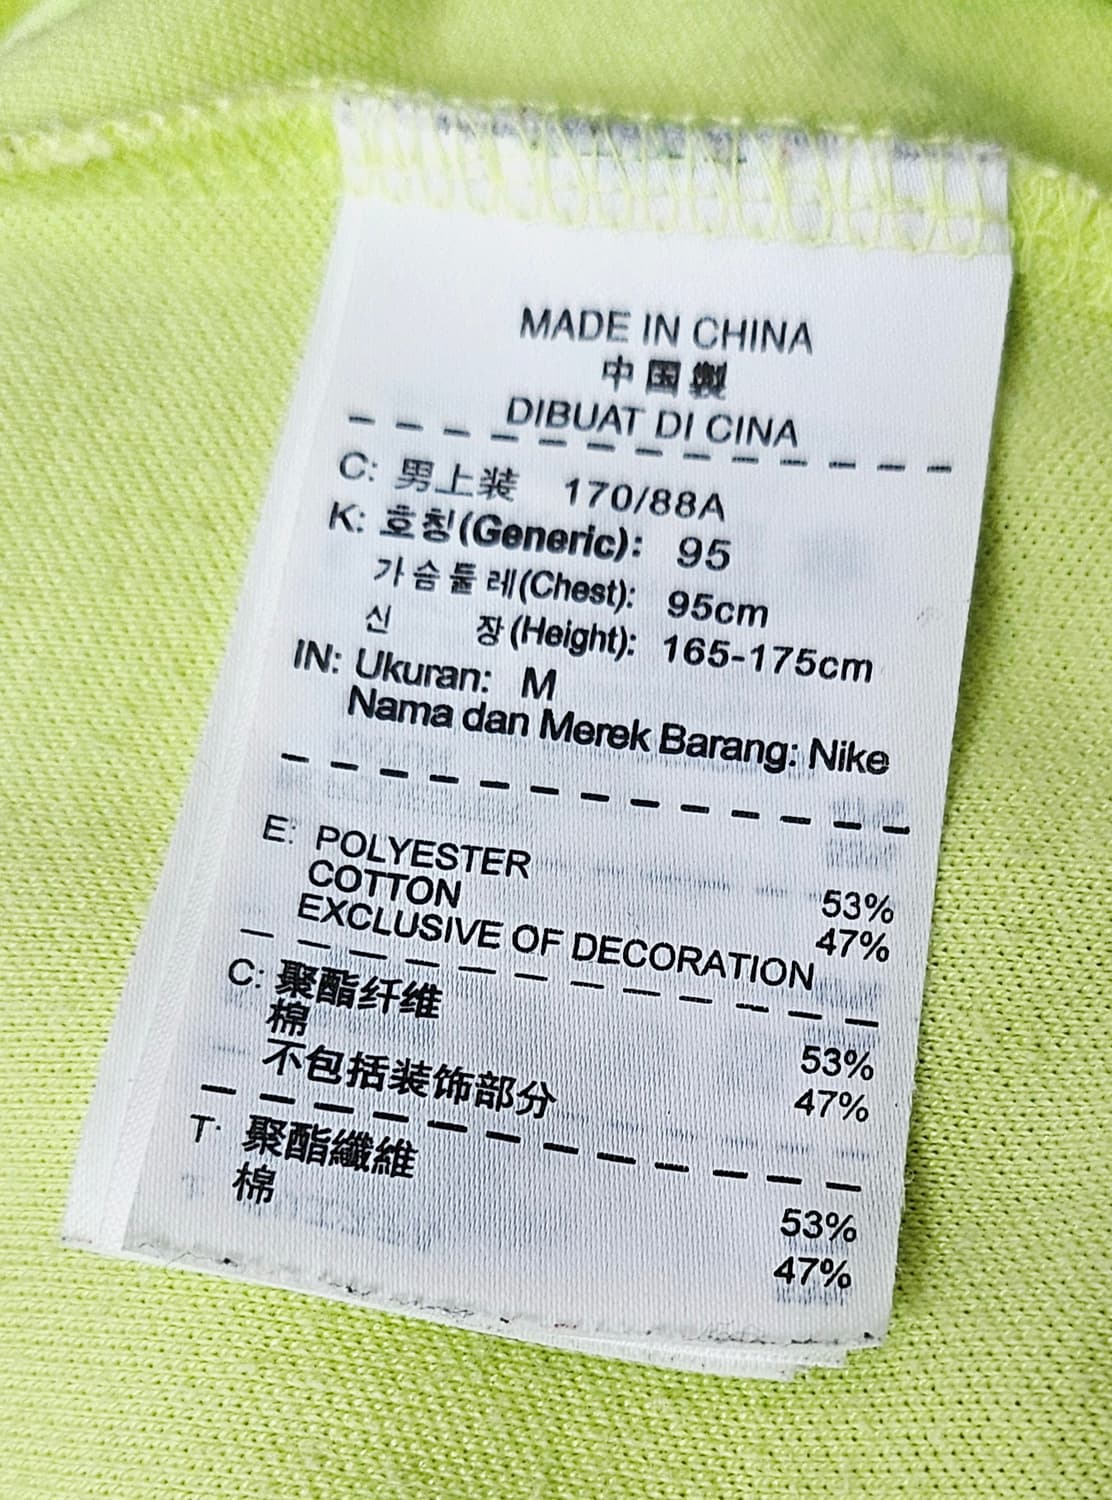 MADE IN CHINA
中国製
DIBUAT DI CINA
C: 男上装 170/88A
K: 호칭(Generic): 95
가슴둘레(Chest): 95cm
신 장(Height): 165-175cm
IN: Ukuran: M
Nama dan Merek Barang: Nike
E: POLYESTER 53%
COTTON 47%
EXCLUSIVE OF DECORATION
C: 聚酯纤维 53%
棉 47%
不包括装饰部分
T: 聚酯纖維 53%
棉 47%